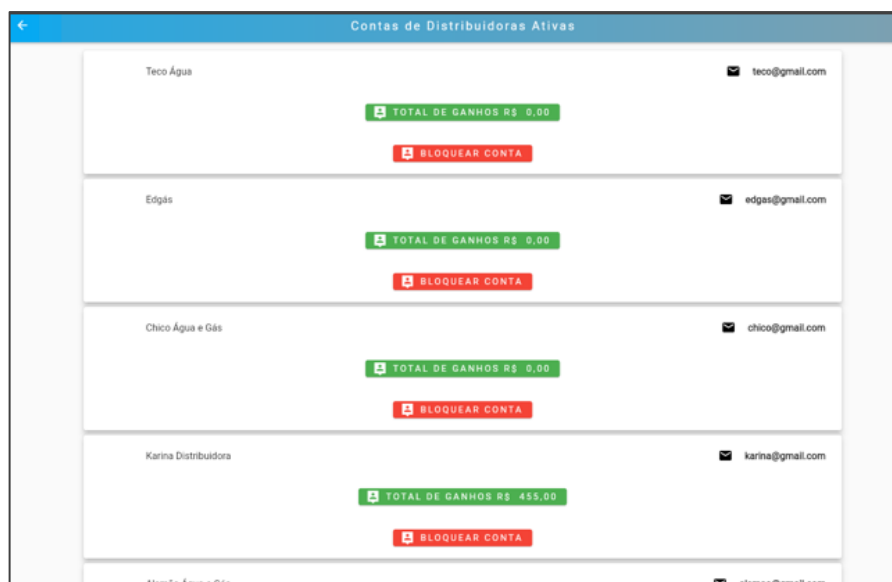 Contas de Distribuidoras Ativas
Teco Água teco@gmail.com
TOTAL DE GANHOS R$ 0,00
BLOQUEAR CONTA
Edgás edgas@gmail.com
TOTAL DE GANHOS R$ 0,00
BLOQUEAR CONTA
Chico Água e Gás chico@gmail.com
TOTAL DE GANHOS R$ 0,00
BLOQUEAR CONTA
Karina Distribuidora karina@gmail.com
TOTAL DE GANHOS R$ 455,00
BLOQUEAR CONTA